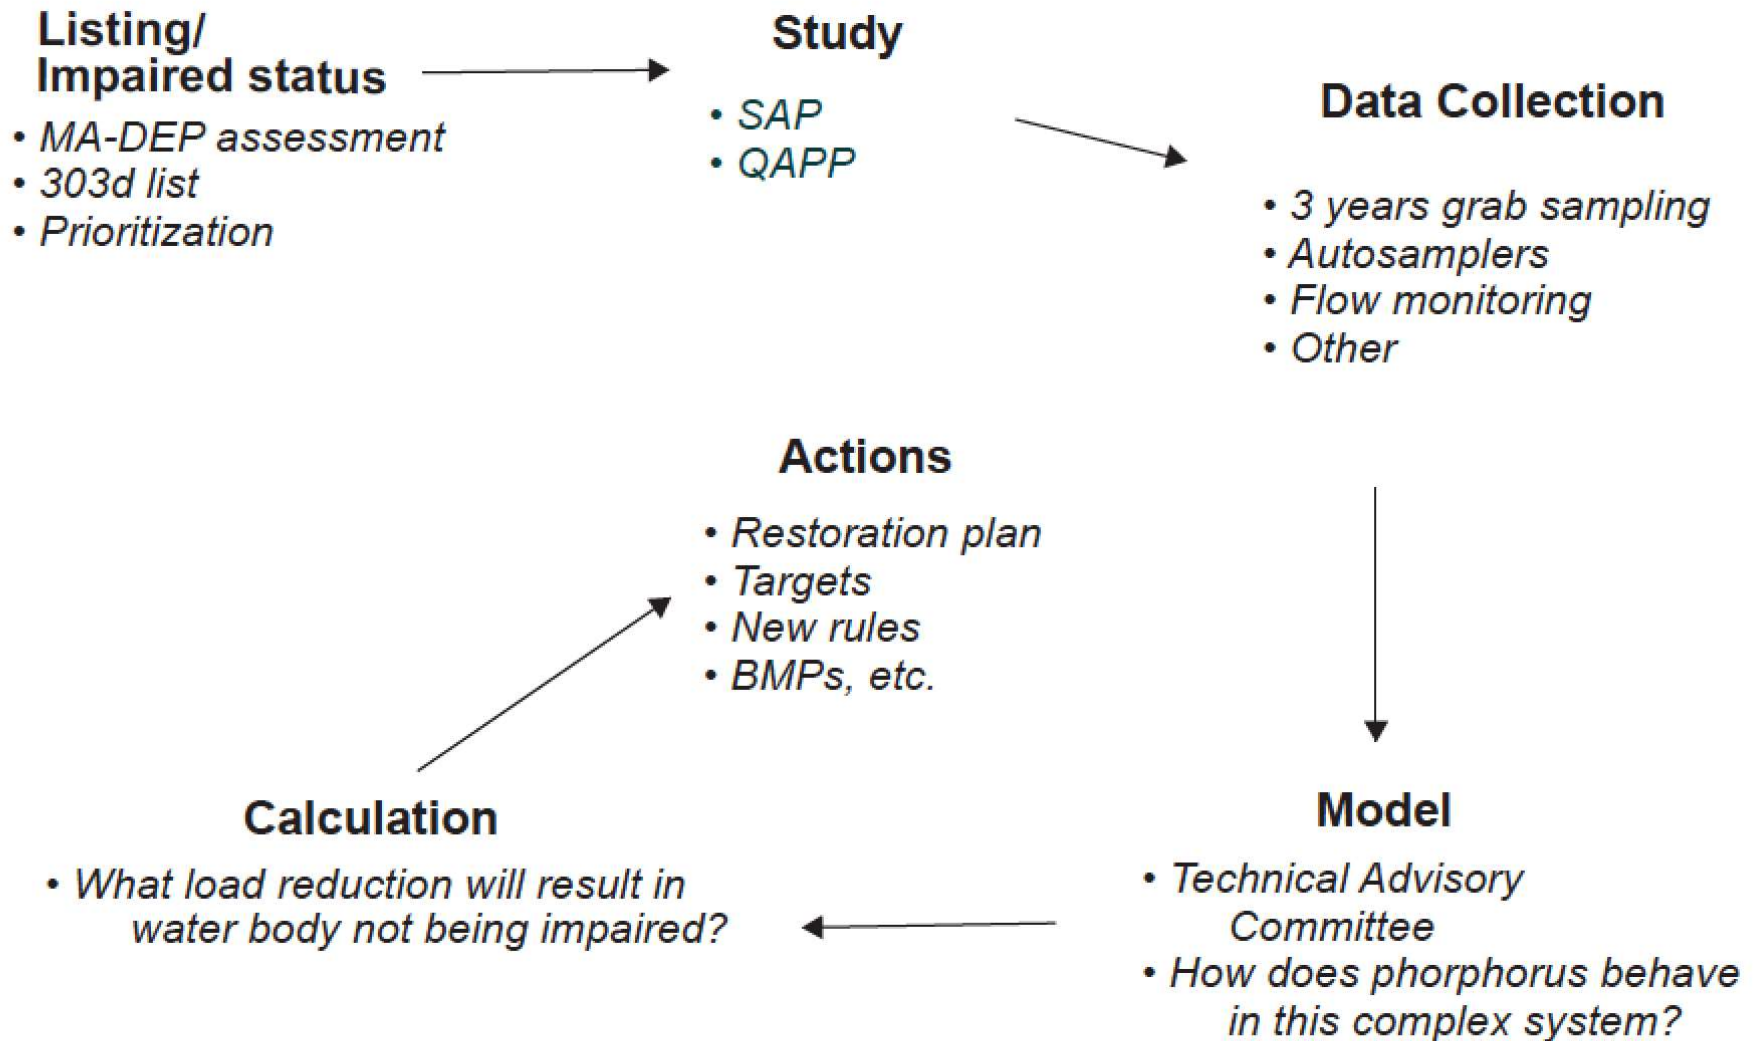 Listing/
Impaired status
• MA-DEP assessment
• 303d list
• Prioritization
Study
• SAP
• QAPP
Data Collection
• 3 years grab sampling
• Autosamplers
• Flow monitoring
• Other
Model
• Technical Advisory
Committee
• How does phorphorus behave
in this complex system?
Calculation
• What load reduction will result in
water body not being impaired?
Actions
• Restoration plan
• Targets
• New rules
• BMPs, etc.